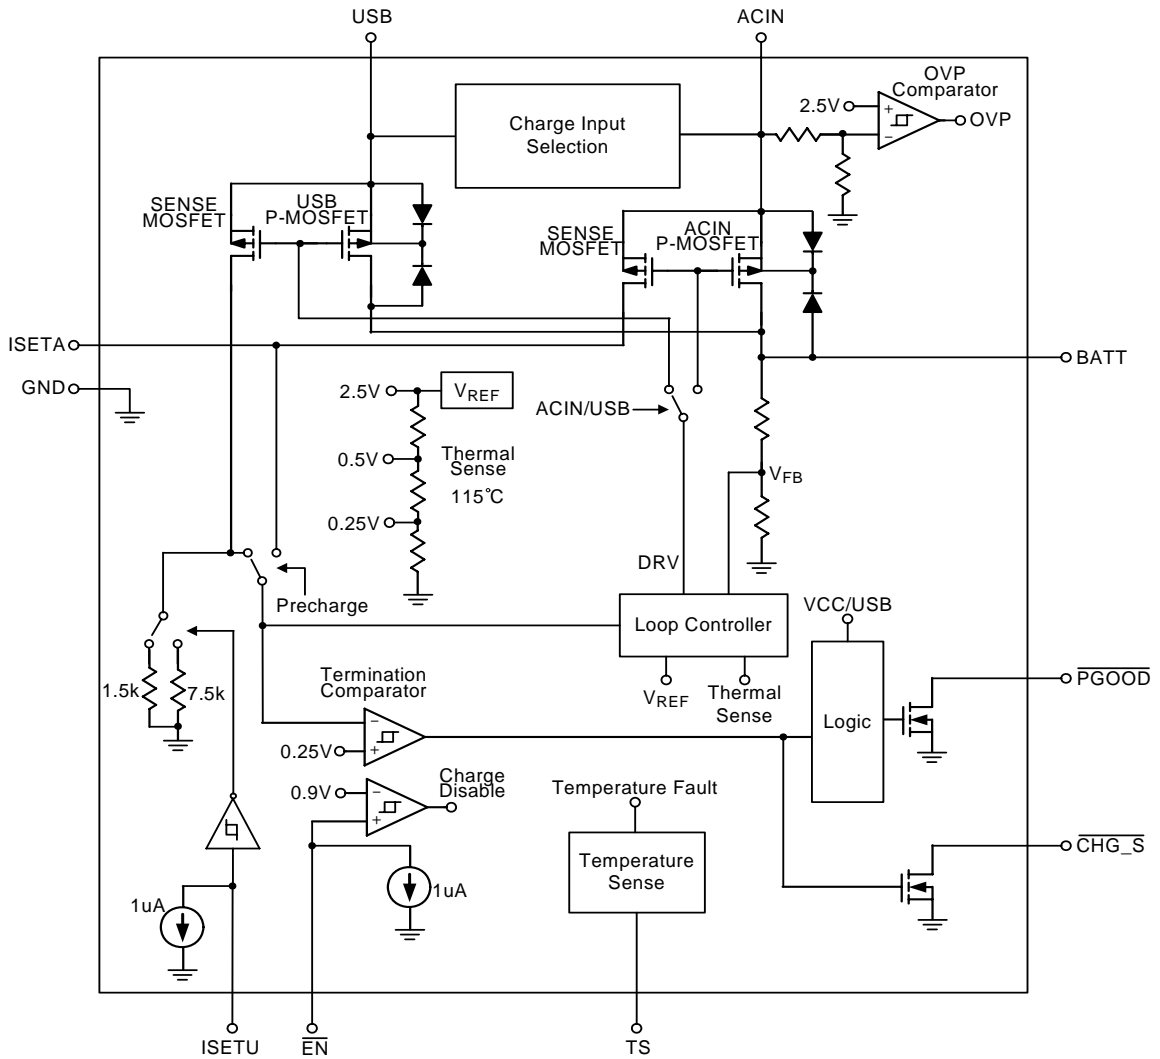 USB
ACIN
OVP
Comparator
2.5V
OVP
Charge Input
Selection
SENSE
MOSFET
USB
P-MOSFET
SENSE
MOSFET
ACIN
P-MOSFET
ISETA
BATT
GND
2.5V
VREF
ACIN/USB
0.5V
Thermal
Sense
115℃
VFB
0.25V
DRV
Precharge
VCC/USB
Loop Controller
1.5k
7.5k
Termination
Comparator
VREF
Thermal
Sense
PGOOD
Logic
0.25V
0.9V
Charge
Disable
Temperature Fault
CHG_S
Temperature
Sense
1uA
1uA
ISETU
EN
TS